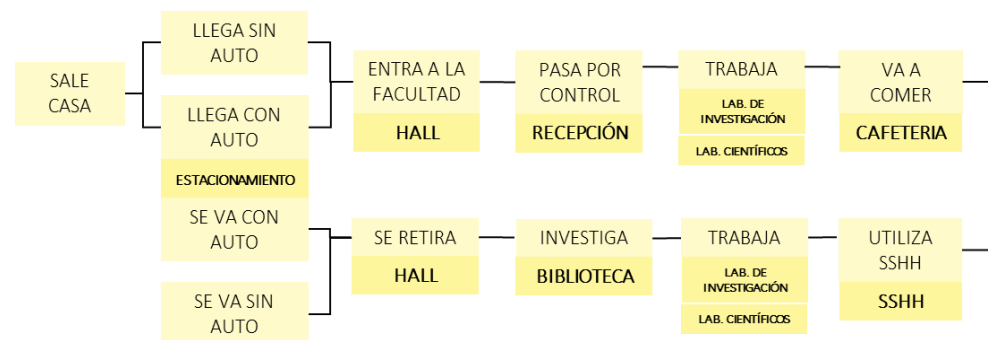 LLEGA SIN
AUTO
SALE
CASA
LLEGA CON
AUTO
ESTACIONAMIENTO
ENTRA A LA
FACULTAD
HALL
PASA POR
CONTROL
RECEPCIÓN
TRABAJA
LAB. DE
INVESTIGACIÓN
LAB. CIENTÍFICOS
VA A
COMER
CAFETERIA
SE VA CON
AUTO
SE VA SIN
AUTO
SE RETIRA
HALL
INVESTIGA
BIBLIOTECA
TRABAJA
LAB. DE
INVESTIGACIÓN
LAB. CIENTÍFICOS
UTILIZA
SSHH
SSHH